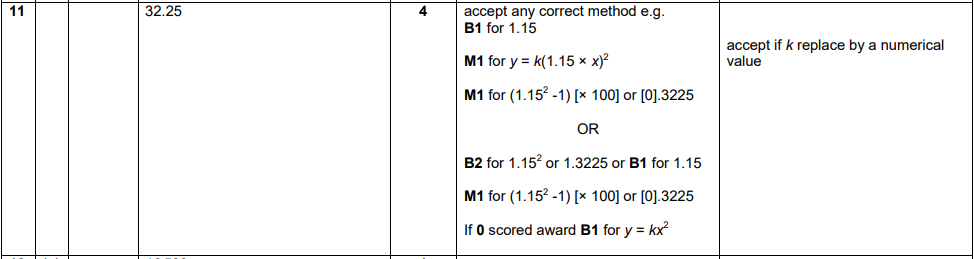 11 32.25 4 accept any correct method e.g.
B1 for 1.15
accept if k replace by a numerical
value
M1 for y = k(1.15 × x)²
M1 for (1.15² -1) [× 100] or [0].3225
OR
B2 for 1.15² or 1.3225 or B1 for 1.15
M1 for (1.15² -1) [× 100] or [0].3225
If 0 scored award B1 for y = kx²